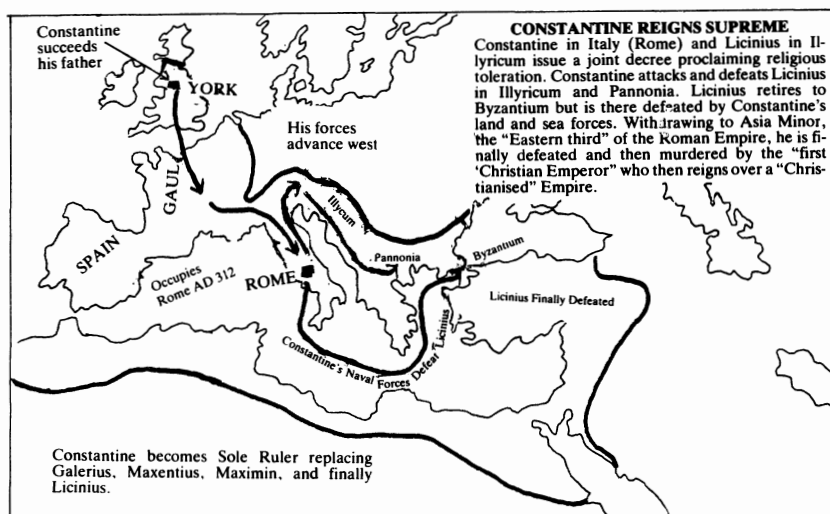 Constantine
succeeds
his father
YORK
His forces
advance west
GAUL
SPAIN
Occupies
Rome AD 312
ROME
Illycum
Pannonia
Byzantium
Licinius Finally Defeated
Constantine's Naval Forces Defeat Licinius
CONSTANTINE REIGNS SUPREME
Constantine in Italy (Rome) and Licinius in Il-
lyricum issue a joint decree proclaiming religious
toleration. Constantine attacks and defeats Licinius
in Illyricum and Pannonia. Licinius retires to
Byzantium but is there defeated by Constantine's
land and sea forces. Withdrawing to Asia Minor,
the "Eastern third" of the Roman Empire, he is fi-
nally defeated and then murdered by the "first
'Christian Emperor" who then reigns over a "Chris-
tianised" Empire.
Constantine becomes Sole Ruler replacing
Galerius, Maxentius, Maximin, and finally
Licinius.